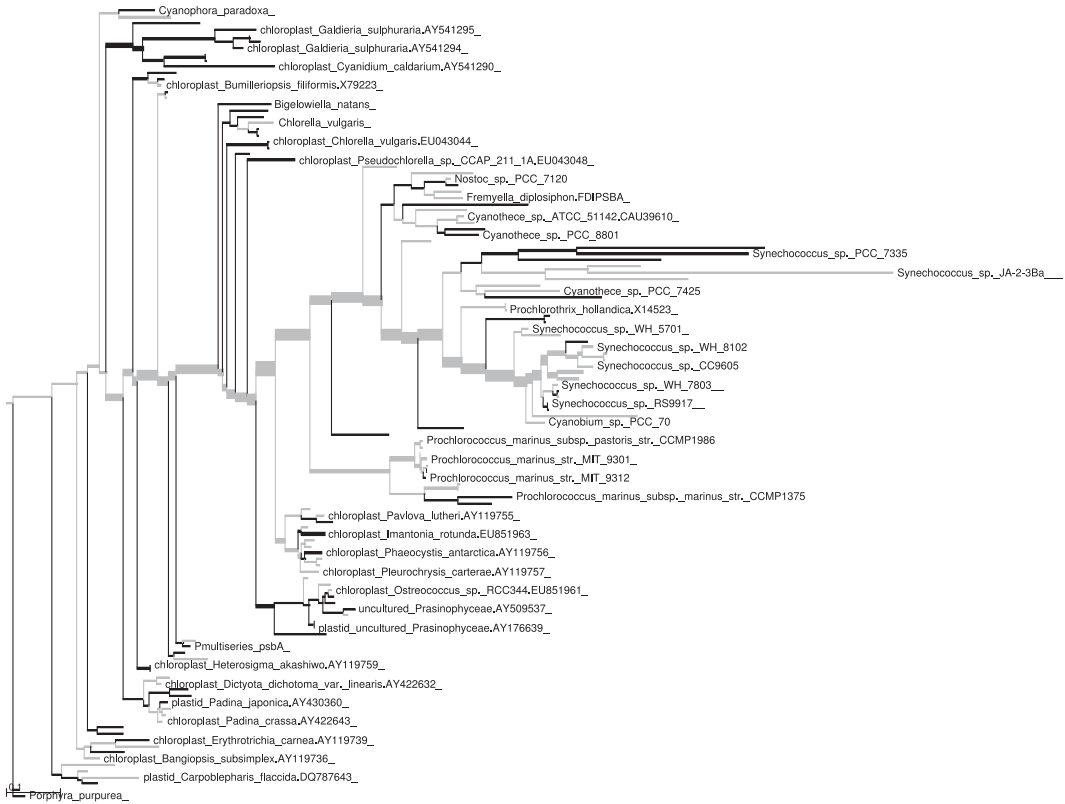 Cyanophora_paradoxa_
chloroplast_Galdieria_sulphuraria.AY541295_
chloroplast_Galdieria_sulphuraria.AY541294_
chloroplast_Cyanidium_caldarium.AY541290_
chloroplast_Bumilleriopsis_filiformis.X79223_
Bigelowiella_natans_
Chlorella_vulgaris_
chloroplast_Chlorella_vulgaris.EU043044_
chloroplast_Pseudochlorella_sp._CCAP_211_1A.EU043048_
Nostoc_sp._PCC_7120
Fremyella_diplosiphon.FDIPSBA_
Cyanothece_sp._ATCC_51142.CAU39610_
Cyanothece_sp._PCC_8801
Synechococcus_sp._PCC_7335
Synechococcus_sp._JA-2-3Ba___
Cyanothece_sp._PCC_7425
Prochlorothrix_hollandica.X14523_
Synechococcus_sp._WH_5701_
Synechococcus_sp._WH_8102
Synechococcus_sp._CC9605
Synechococcus_sp._WH_7803__
Synechococcus_sp._RS9917__
Cyanobium_sp._PCC_70
Prochlorococcus_marinus_subsp._pastoris_str._CCMP1986
Prochlorococcus_marinus_str._MIT_9301_
Prochlorococcus_marinus_str._MIT_9312
Prochlorococcus_marinus_subsp._marinus_str._CCMP1375
chloroplast_Pavlova_lutheri.AY119755_
chloroplast_Imantonia_rotunda.EU851963_
chloroplast_Phaeocystis_antarctica.AY119756_
chloroplast_Pleurochrysis_carterae.AY119757_
chloroplast_Ostreococcus_sp._RCC344.EU851961_
uncultured_Prasinophyceae.AY509537_
plastid_uncultured_Prasinophyceae.AY176639_
Pmultiseries_psbA_
chloroplast_Heterosigma_akashiwo.AY119759_
chloroplast_Dictyota_dichotoma_var._linearis.AY422632_
plastid_Padina_japonica.AY430360_
chloroplast_Padina_crassa.AY422643_
chloroplast_Erythrotrichia_carnea.AY119739_
chloroplast_Bangiopsis_subsimplex.AY119736_
plastid_Carpoblepharis_flaccida.DQ787643_
0.1
Porphyra_purpurea_